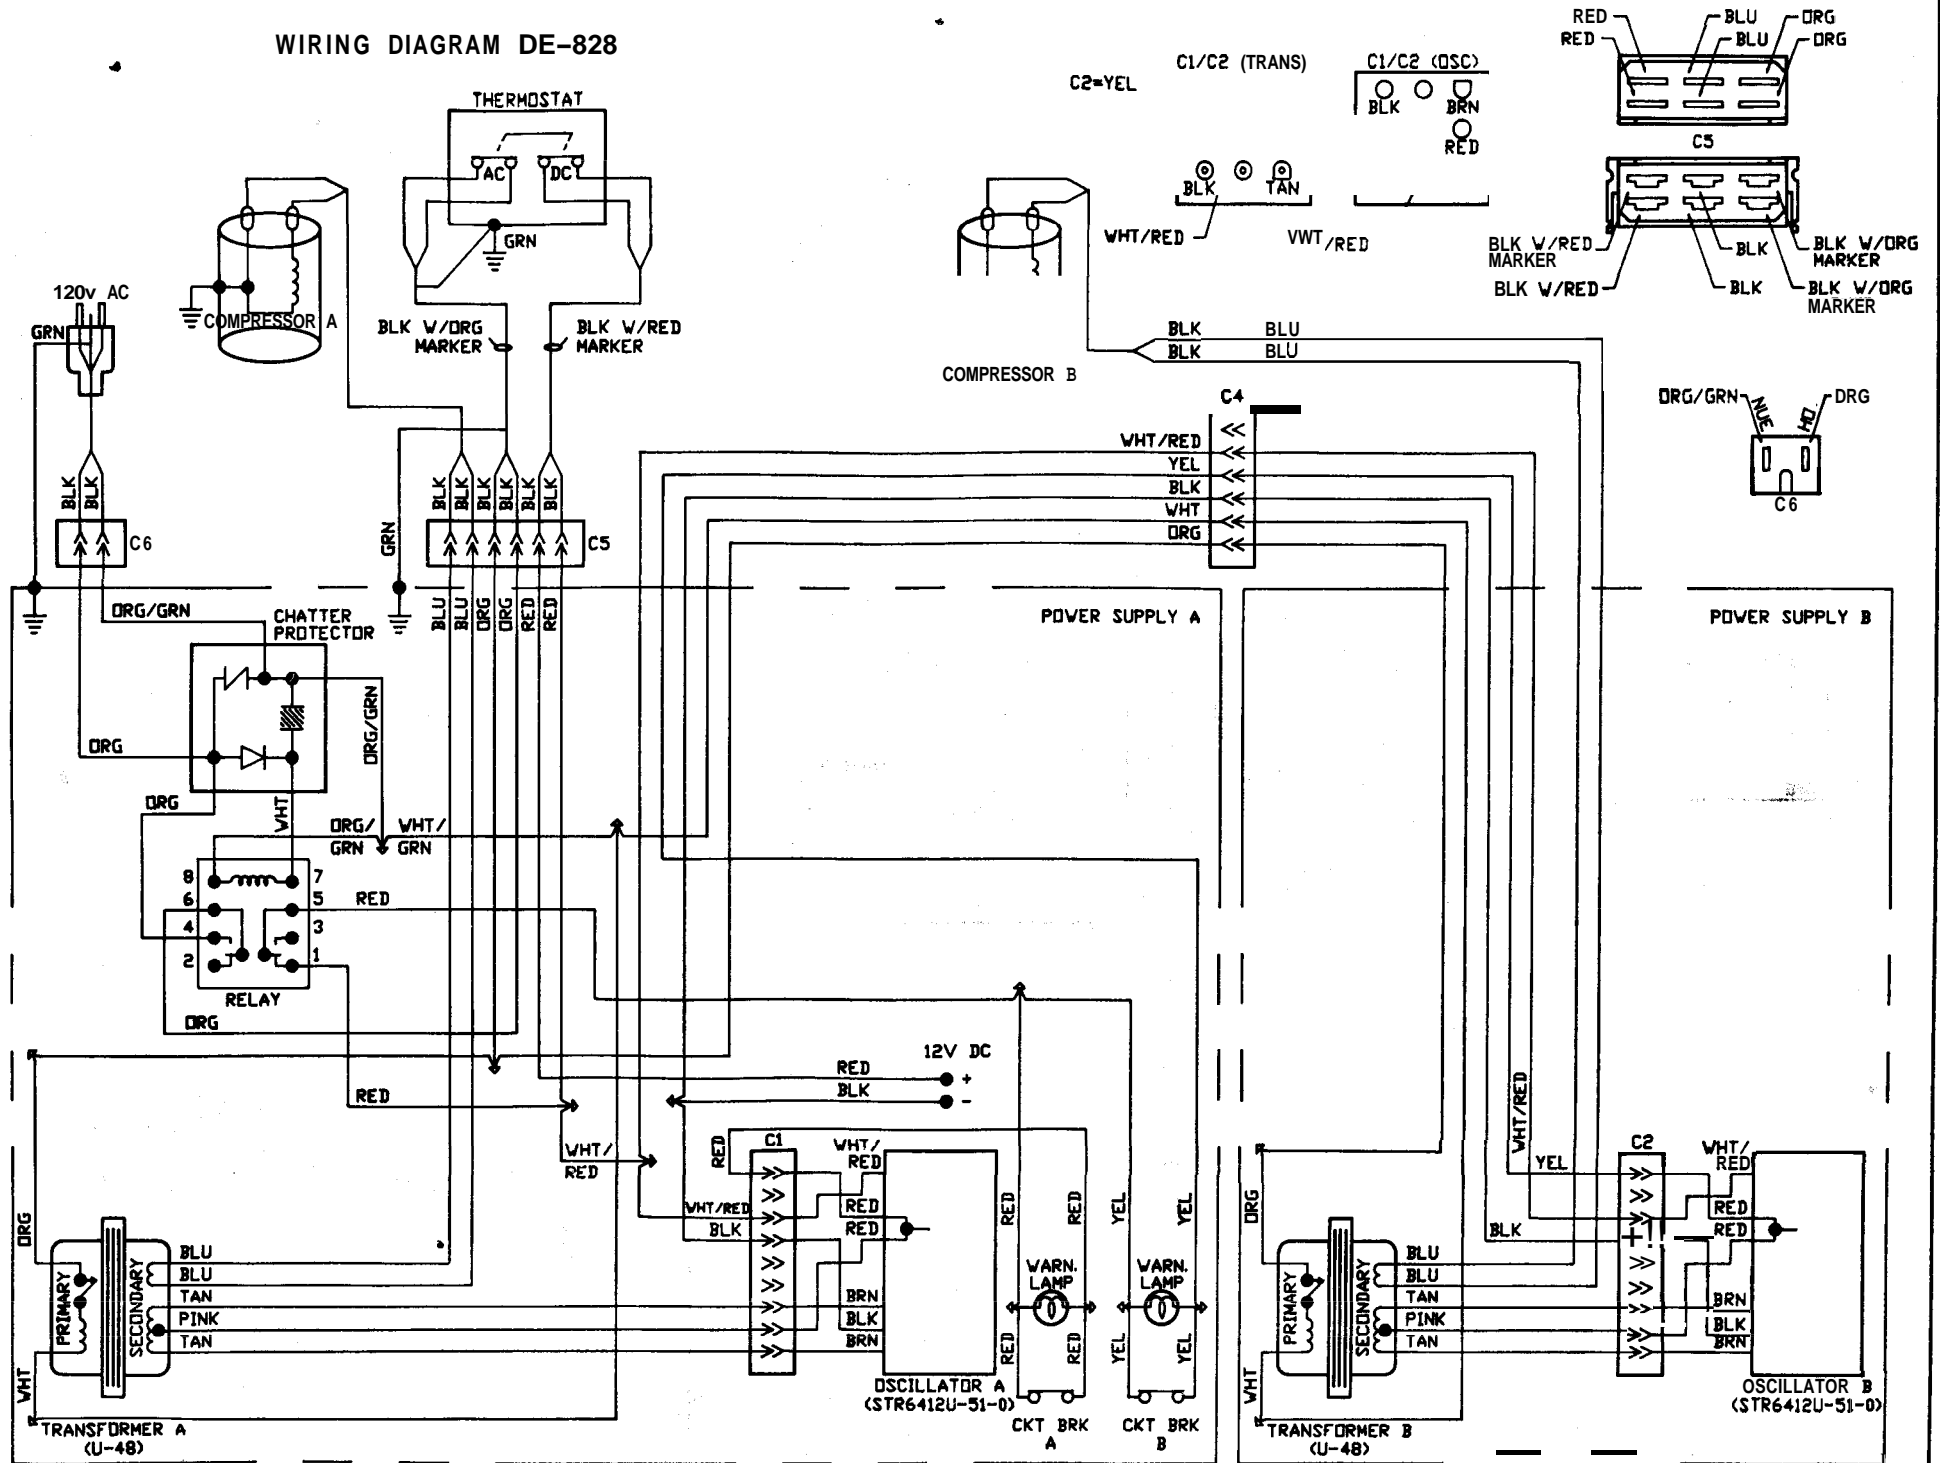 WIRING DIAGRAM DE-828
RED
BLU
ORG
RED
BLU
ORG
C1/C2 (TRANS)
C1/C2 (OSC)
C2=YEL
BLK
BRN
RED
C5
THERMOSTAT
AC
DC
BLK
TAN
GRN
WHT/RED
VWT/RED
BLK W/RED
MARKER
BLK
BLK W/ORG
MARKER
BLK W/RED
BLK
BLK W/ORG
MARKER
120v AC
GRN
COMPRESSOR A
BLK W/ORG
MARKER
BLK W/RED
MARKER
BLK
BLU
BLK
BLU
COMPRESSOR B
C4
ORG/GRN
NUE
HO
DRG
C6
WHT/RED
YEL
BLK
WHT
ORG
BLK
BLK
BLK
BLK
BLK
BLK
BLK
BLK
C6
GRN
C5
ORG/GRN
CHATTER
PROTECTOR
BLU
BLU
ORG
ORG
RED
RED
POWER SUPPLY A
POWER SUPPLY B
ORG
ORG/GRN
ORG
WHT
ORG/
GRN
WHT/
GRN
8
7
6
5
RED
4
3
2
1
RELAY
ORG
12V DC
RED
+
BLK
-
RED
WHT/
RED
WHT/RED
RED
C1
WHT/
RED
C2
WHT/
RED
YEL
WHT/RED
BLK
RED
RED
RED
RED
YEL
YEL
ORG
BLK
RED
RED
ORG
PRIMARY
SECONDARY
BLU
BLU
TAN
PINK
TAN
BRN
BLK
BRN
WARN.
LAMP
WARN.
LAMP
RED
RED
YEL
YEL
PRIMARY
SECONDARY
BLU
BLU
TAN
PINK
TAN
BRN
BLK
BRN
WHT
WHT
TRANSFORMER A
(U-48)
OSCILLATOR A
(STR6412U-51-0)
CKT BRK
A
CKT BRK
B
TRANSFORMER B
(U-48)
OSCILLATOR B
(STR6412U-51-0)